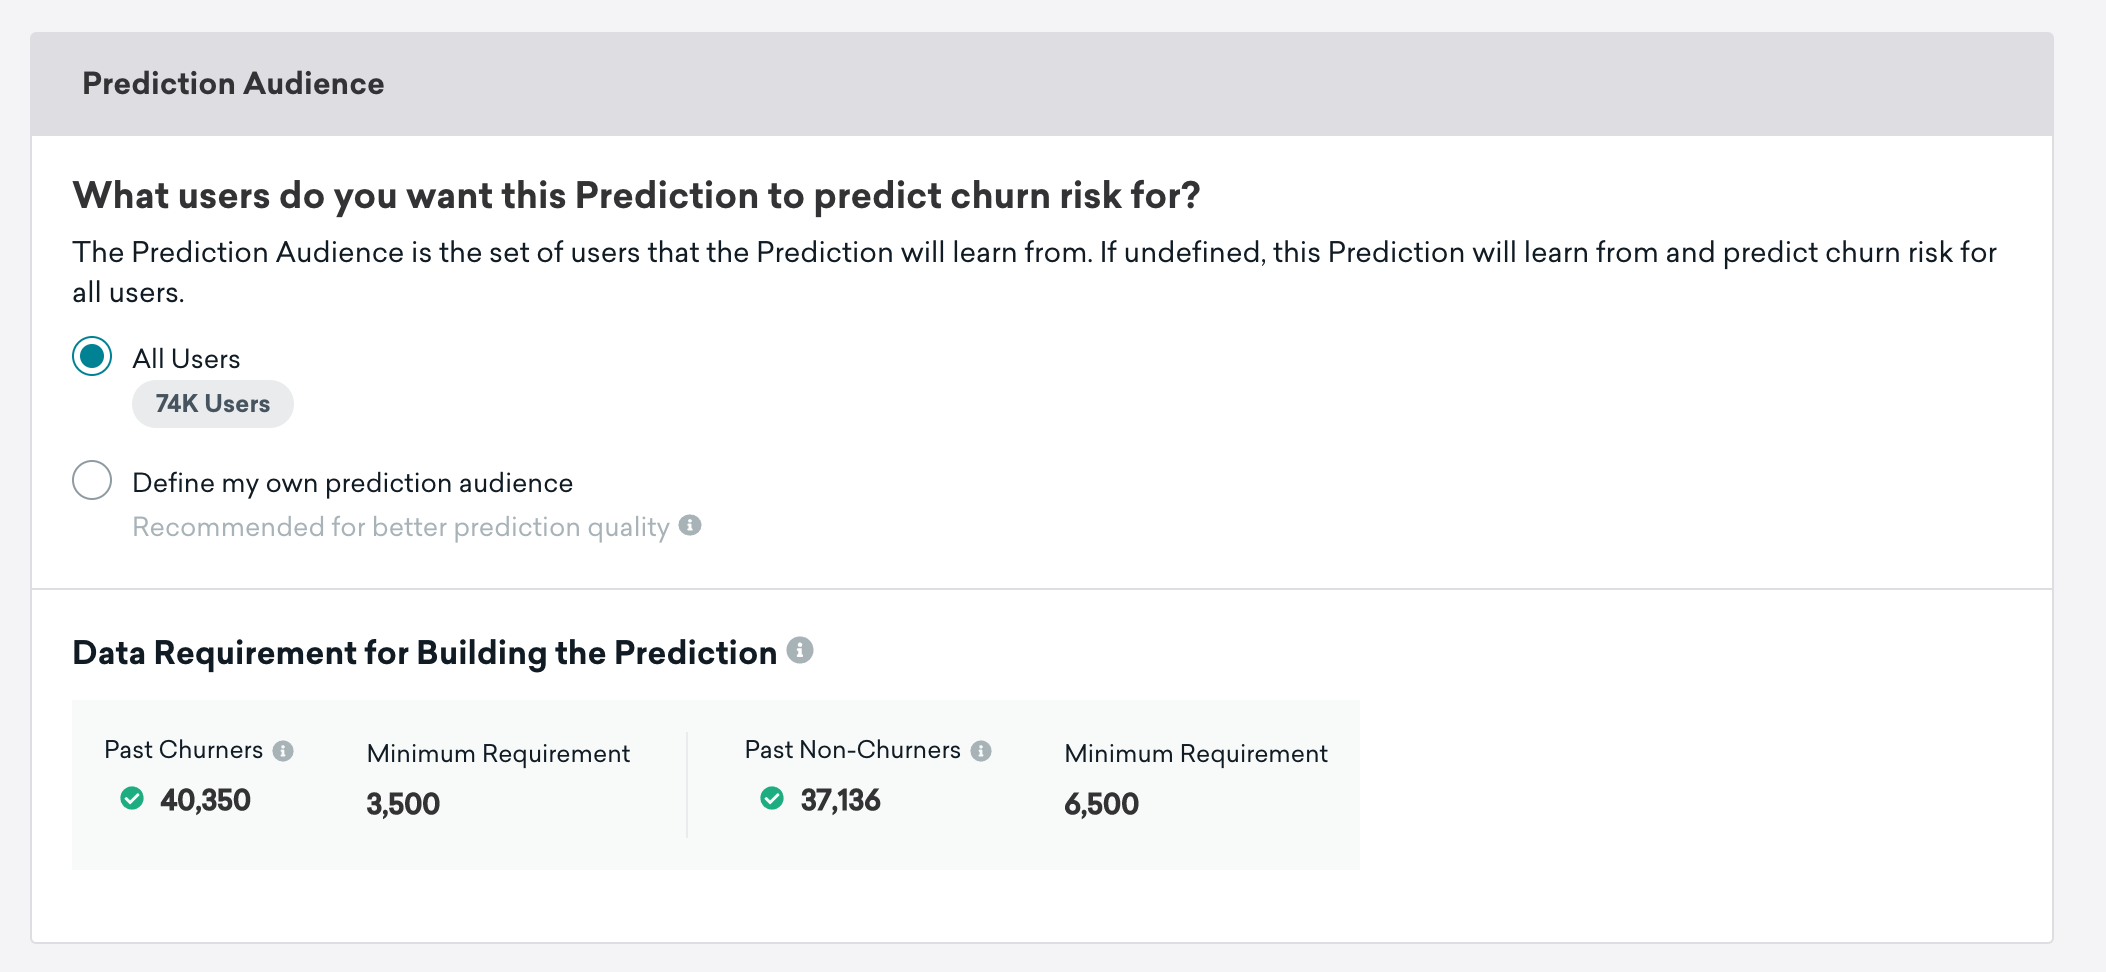 Prediction Audience
What users do you want this Prediction to predict churn risk for?
The Prediction Audience is the set of users that the Prediction will learn from. If undefined, this Prediction will learn from and predict churn risk for
all users.
All Users
74K Users
Define my own prediction audience
Recommended for better prediction quality
Data Requirement for Building the Prediction
Past Churners
Minimum Requirement
Past Non-Churners
Minimum Requirement
40,350
3,500
37,136
6,500